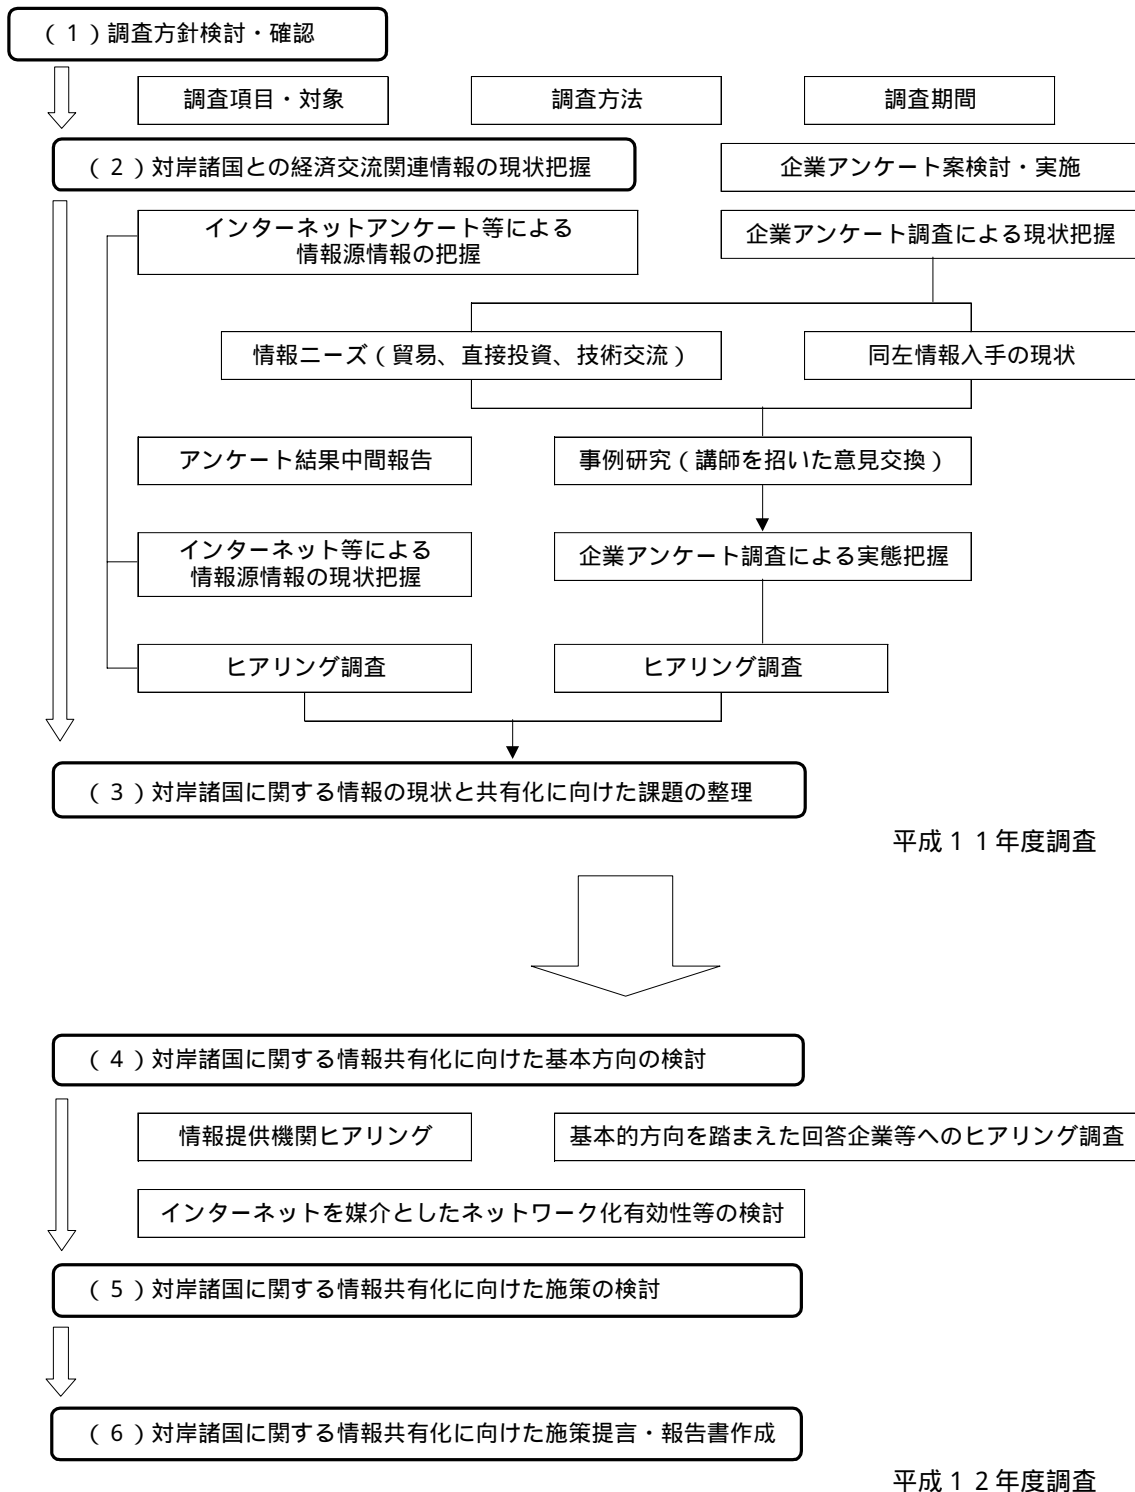 （１）調査方針検討・確認
調査項目・対象
調査方法
調査期間
（２）対岸諸国との経済交流関連情報の現状把握
企業アンケート案検討・実施
インターネットアンケート等による
情報源情報の把握
企業アンケート調査による現状把握
情報ニーズ（貿易、直接投資、技術交流）
同左情報入手の現状
アンケート結果中間報告
事例研究（講師を招いた意見交換）
インターネット等による
情報源情報の現状把握
企業アンケート調査による実態把握
ヒアリング調査
ヒアリング調査
（３）対岸諸国に関する情報の現状と共有化に向けた課題の整理
平成１１年度調査
（４）対岸諸国に関する情報共有化に向けた基本方向の検討
情報提供機関ヒアリング
基本的方向を踏まえた回答企業等へのヒアリング調査
インターネットを媒介としたネットワーク化有効性等の検討
（５）対岸諸国に関する情報共有化に向けた施策の検討
（６）対岸諸国に関する情報共有化に向けた施策提言・報告書作成
平成１２年度調査